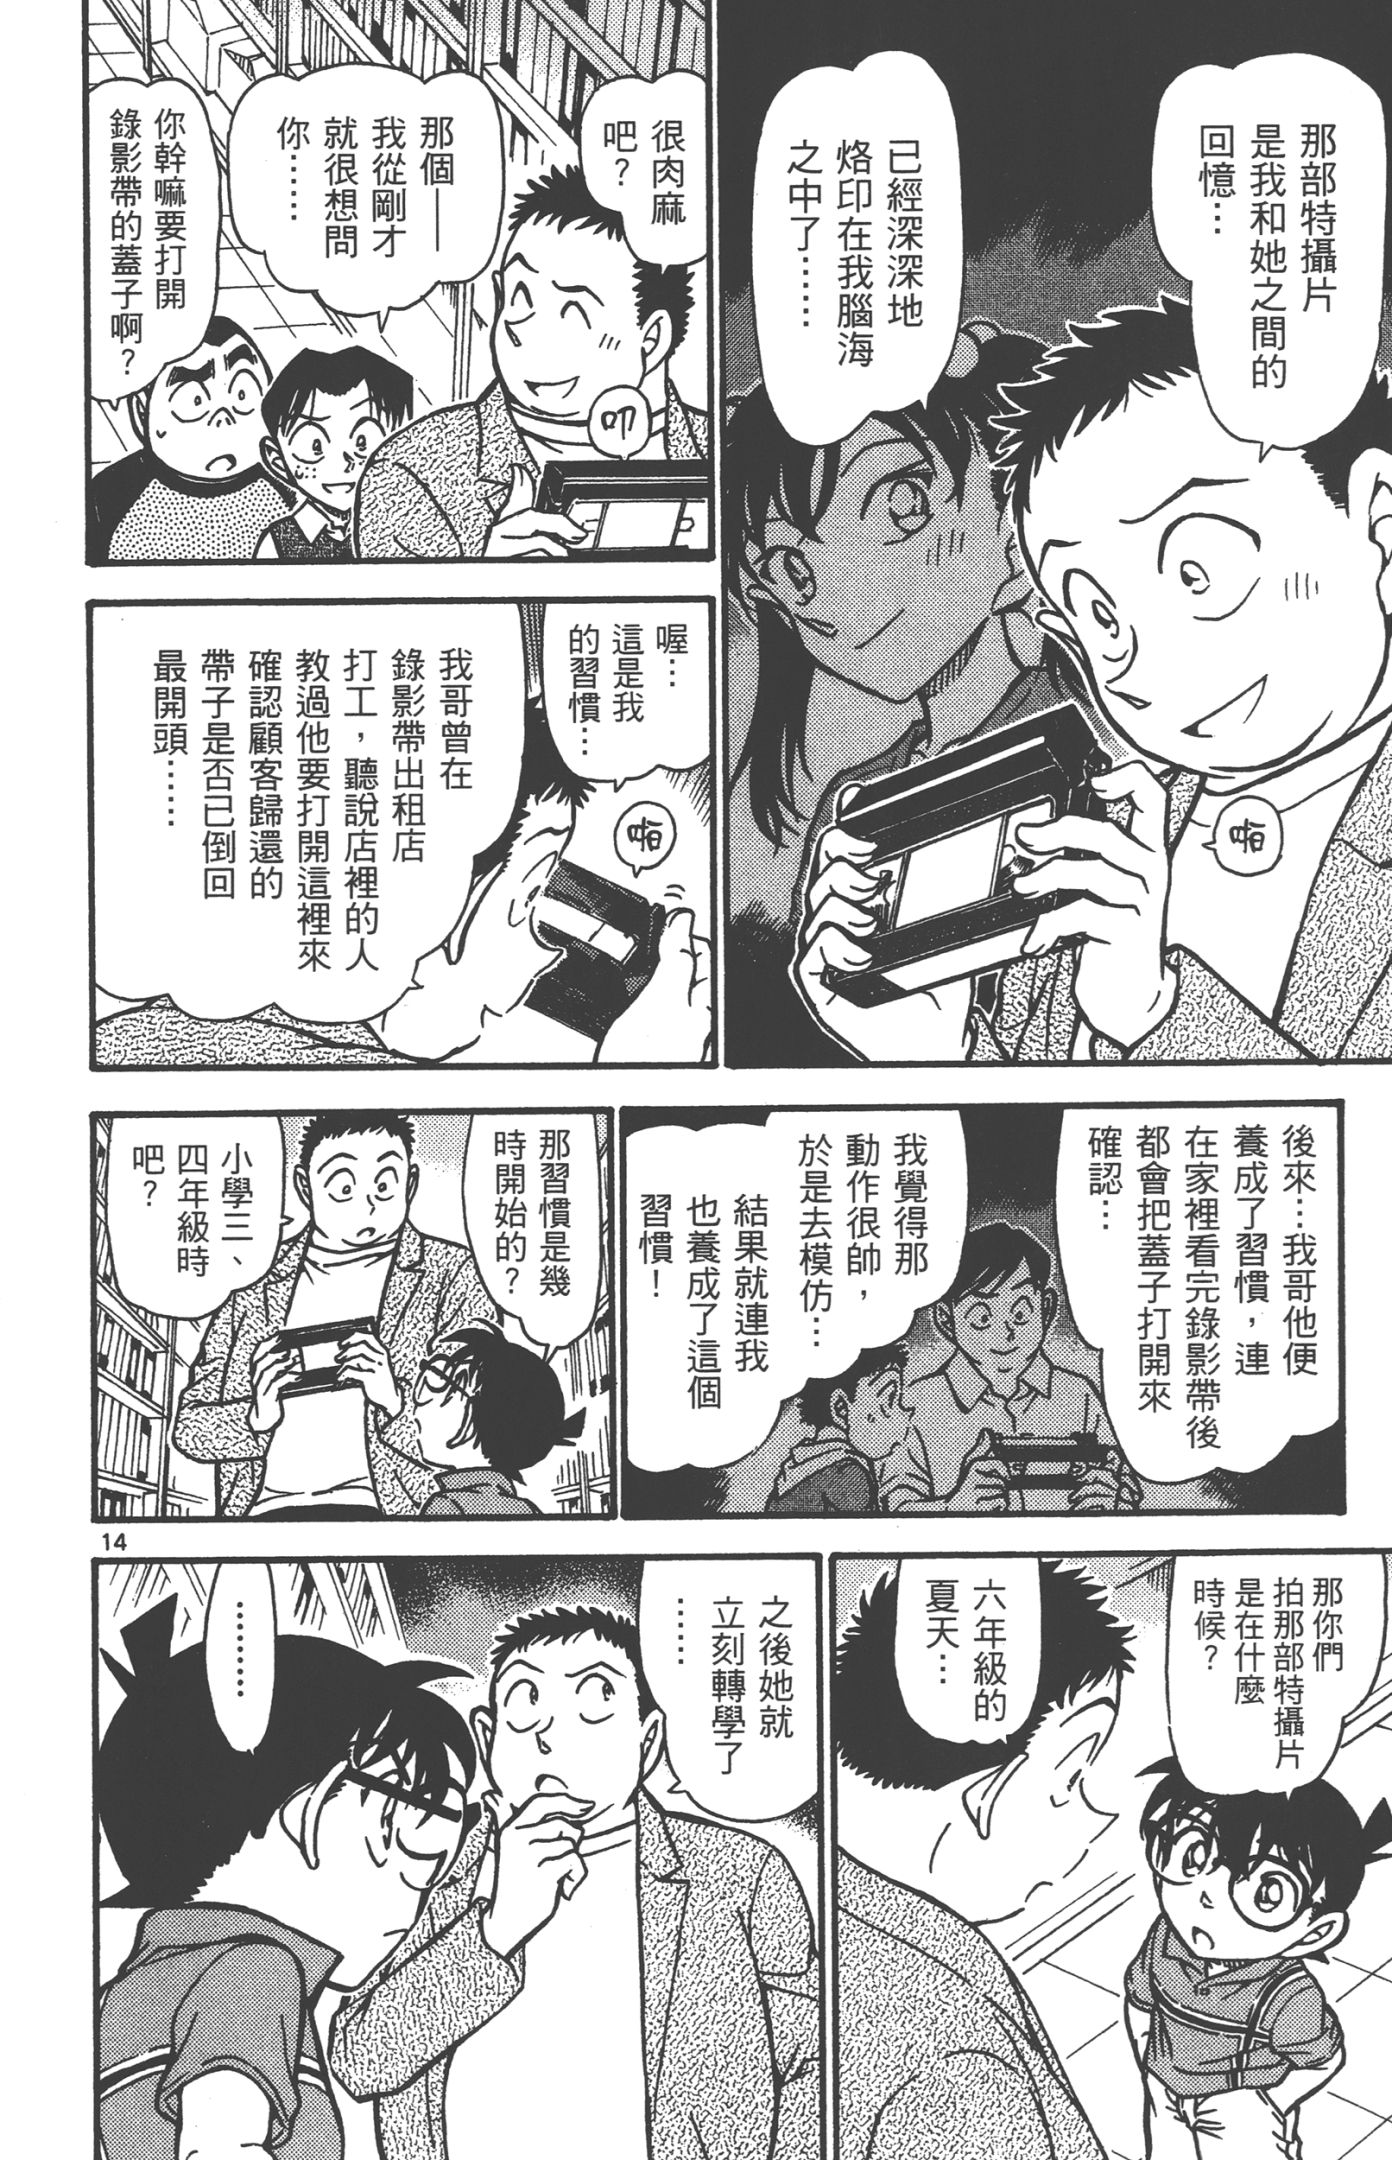 那部特攝片
是我和她之間的
回憶…
已經深深地
烙印在我腦海
之中了……
啪
很肉麻
吧？
叩
那個——
我從剛才
就很想問
你……
你幹嘛要打開
錄影帶的蓋子啊？
喔…
這是我
的習慣…
啪
我哥曾在
錄影帶出租店
打工，聽說店裡的人
教過他要打開這裡來
確認顧客歸還的
帶子是否已倒回
最開頭……
後來…我哥他便
養成了習慣，連
在家裡看完錄影帶後
都會把蓋子打開來
確認…
我覺得那
動作很帥，
於是去模仿…
結果就連我
也養成了這個
習慣！
那習慣是幾
時開始的？
小學三、
四年級時
吧？
14
那你們
拍那部特攝片
是在什麼
時候？
六年級的
夏天…
之後她就
立刻轉學了
……
………